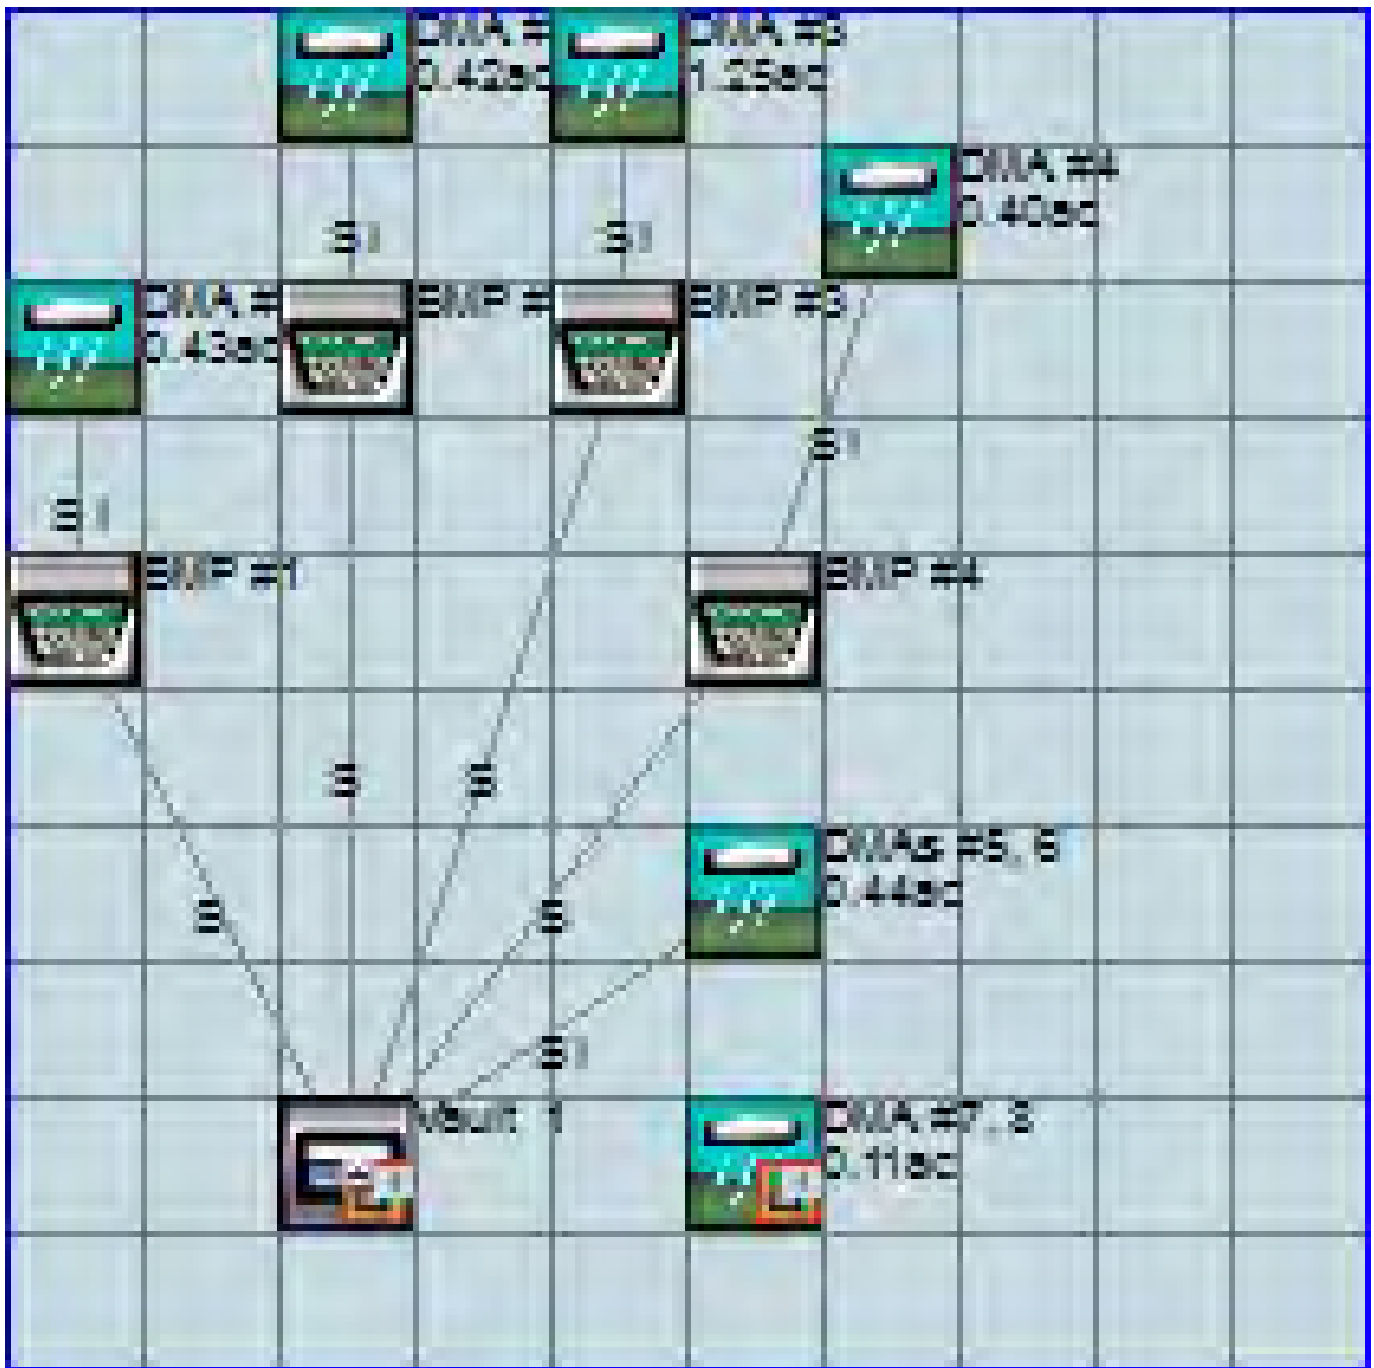 DMA #
0.42ac
DMA #3
1.29ac
DMA #4
0.40ac
DMA #
0.43ac
BMP #
BMP #3
BMP #1
BMP #4
DMAs #5, 6
0.44ac
Vault 1
DMA #7, 8
0.11ac